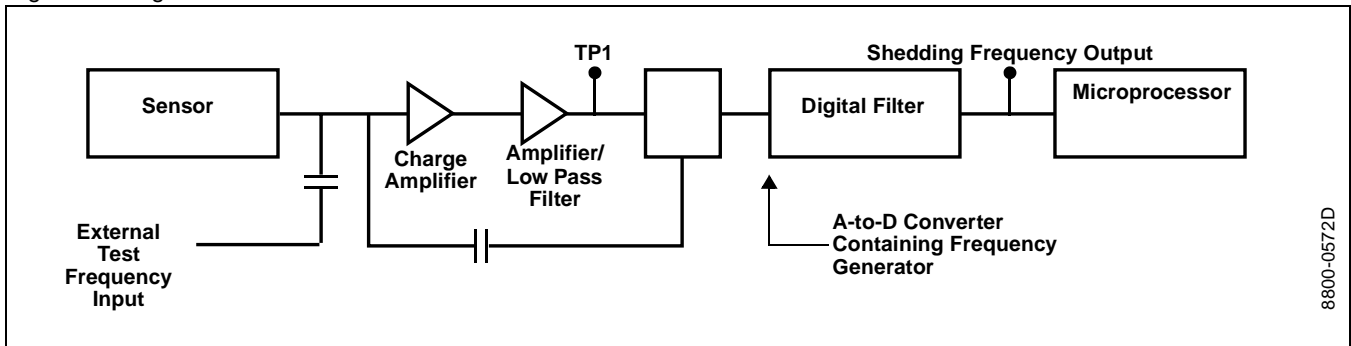 TP1
Shedding Frequency Output
Sensor
Digital Filter
Microprocessor
Charge
Amplifier
Amplifier/
Low Pass
Filter
External
Test
Frequency
Input
A-to-D Converter
Containing Frequency
Generator
8800-0572D